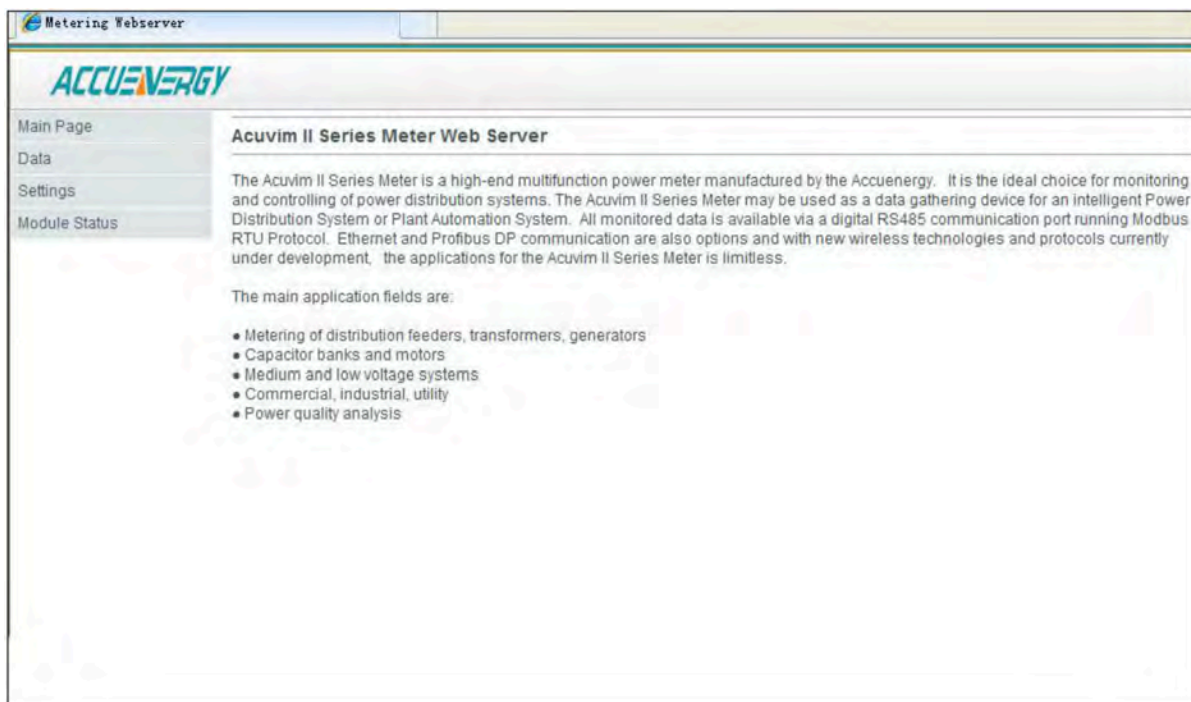 Metering Webserver
ACCUENERGY
Main Page
Data
Settings
Module Status
Acuvim II Series Meter Web Server
The Acuvim II Series Meter is a high-end multifunction power meter manufactured by the Accuenergy. It is the ideal choice for monitoring
and controlling of power distribution systems. The Acuvim II Series Meter may be used as a data gathering device for an intelligent Power
Distribution System or Plant Automation System. All monitored data is available via a digital RS485 communication port running Modbus
RTU Protocol. Ethernet and Profibus DP communication are also options and with new wireless technologies and protocols currently
under development, the applications for the Acuvim II Series Meter is limitless.
The main application fields are:
● Metering of distribution feeders, transformers, generators
● Capacitor banks and motors
● Medium and low voltage systems
● Commercial, industrial, utility
● Power quality analysis